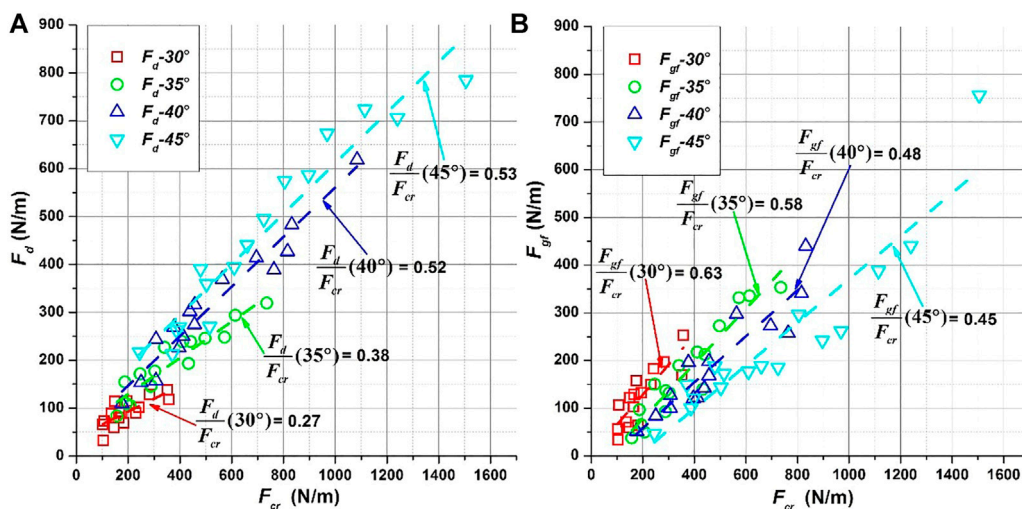 A
F_d (N/m)
900
800
700
600
500
400
300
200
100
0
F_d-30°
F_d-35°
F_d-40°
F_d-45°
F_d/F_cr (45°) = 0.53
F_d/F_cr (40°) = 0.52
F_d/F_cr (35°) = 0.38
F_d/F_cr (30°) = 0.27
0 200 400 600 800 1000 1200 1400 1600
F_cr (N/m)
B
F_gf (N/m)
900
800
700
600
500
450
300
200
100
0
F_gf-30°
F_gf-35°
F_gf-40°
F_gf-45°
F_gf/F_cr (40°) = 0.48
F_gf/F_cr (35°) = 0.58
F_gf/F_cr (30°) = 0.63
F_gf/F_cr (45°) = 0.45
0 200 400 600 800 1000 1200 1400 1600
F_cr (N/m)